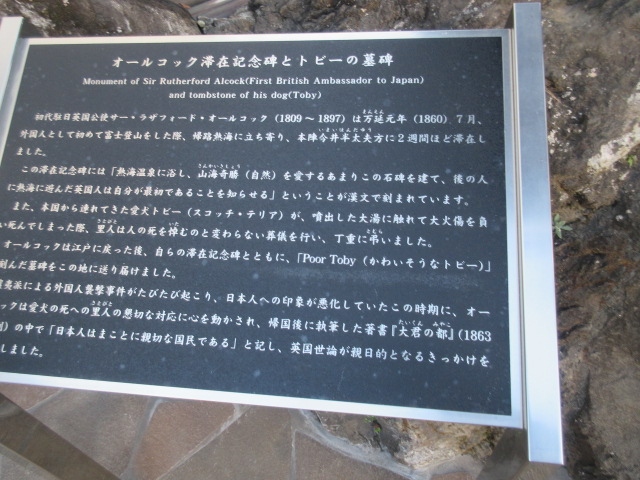 オールコック滞在記念碑とトビーの墓碑
Monument of Sir Rutherford Alcock(First British Ambassador to Japan)
and tombstone of his dog(Toby)
初代駐日英国公使サー・ラザフィード・オールコック (1809～1897) は万延元年 (1860) 7月、
外国人として初めて富士登山をした際、帰路熱海に立ち寄り、本陣今井半太夫方に2週間ほど滞在し
ました。
この滞在記念碑には「熱海温泉に浴し、山海奇勝 (自然) を愛するあまりこの石碑を建て、後の人
に熱海に遊んだ英国人は自分が最初であることを知らせる」ということが漢文で刻まれています。
また、本国から連れてきた愛犬トビー (スコッチ・テリア) が、噴出した大湯に触れて大火傷を負
い死んでしまった際、里人は人の死を悼むのと変わらない葬儀を行い、丁重に弔いました。
オールコックは江戸に戻った後、自らの滞在記念碑とともに、「Poor Toby (かわいそうなトビー)」
刻んだ墓碑をこの地に送り届けました。
夷派による外国人襲撃事件がたびたび起こり、日本人への印象が悪化していたこの時期に、オー
ックは愛犬の死への里人の懇切な対応に心を動かされ、帰国後に執筆した著書『大君の都』(1863
) の中で「日本人はまことに親切な国民である」と記し、英国世論が親日的となるきっかけを
しました。